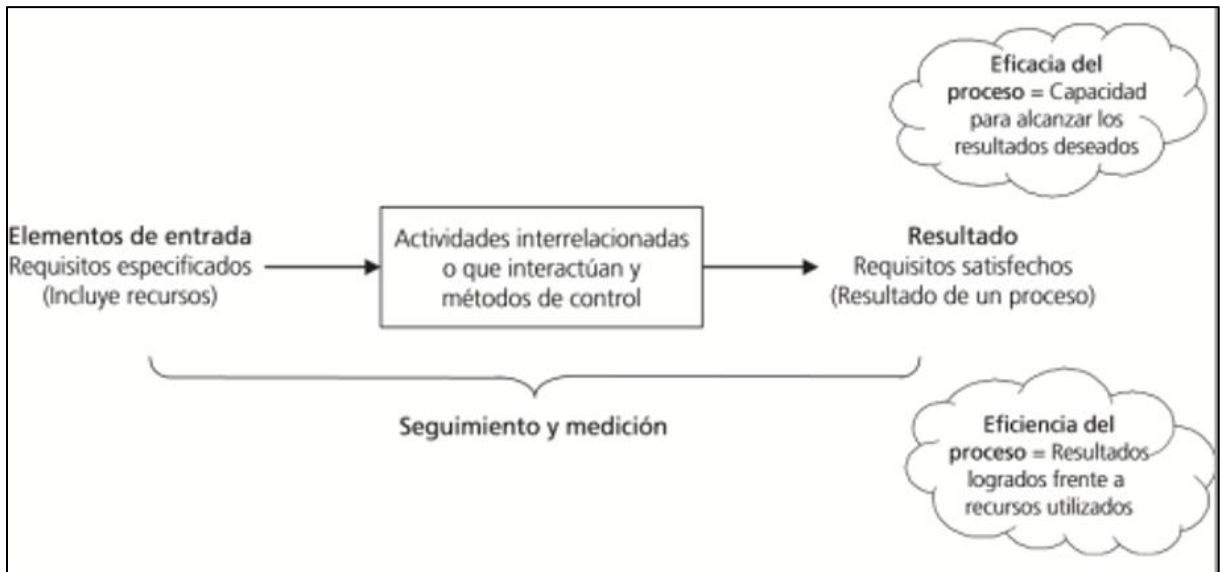 Eficacia del
proceso = Capacidad
para alcanzar los
resultados deseados
Elementos de entrada
Requisitos especificados
(Incluye recursos)
Actividades interrelacionadas
o que interactúan y
métodos de control
Resultado
Requisitos satisfechos
(Resultado de un proceso)
Seguimiento y medición
Eficiencia del
proceso = Resultados
logrados frente a
recursos utilizados